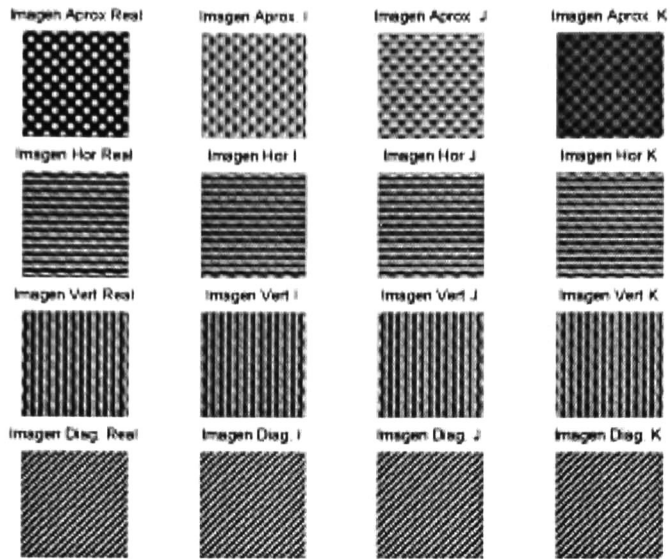 Imagen Aprox Real Imagen Aprox. I Imagen Aprox. J Imagen Aprox. K
Imagen Hor Real Imagen Hor I Imagen Hor J Imagen Hor K
Imagen Vert Real Imagen Vert I Imagen Vert J Imagen Vert K
Imagen Diag. Real Imagen Diag. I Imagen Diag. J Imagen Diag. K